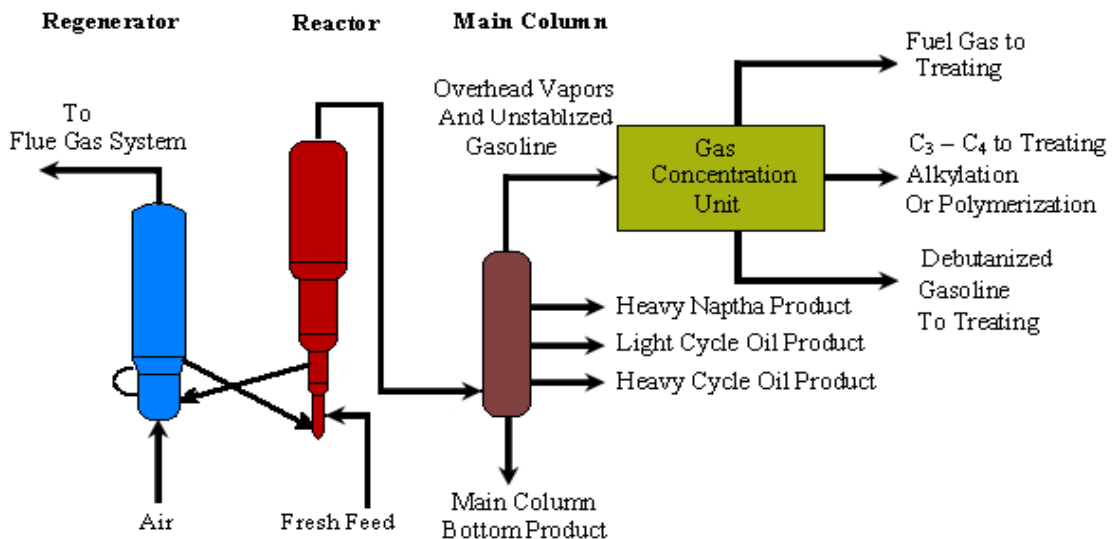 Regenerator
Reactor
Main Column
To
Flue Gas System
Overhead Vapors
And Unstablized
Gasoline
Gas
Concentration
Unit
Fuel Gas to
Treating
C₃ – C₄ to Treating
Alkylation
Or Polymerization
Debutanized
Gasoline
To Treating
Heavy Naptha Product
Light Cycle Oil Product
Heavy Cycle Oil Product
Main Column
Bottom Product
Air
Fresh Feed